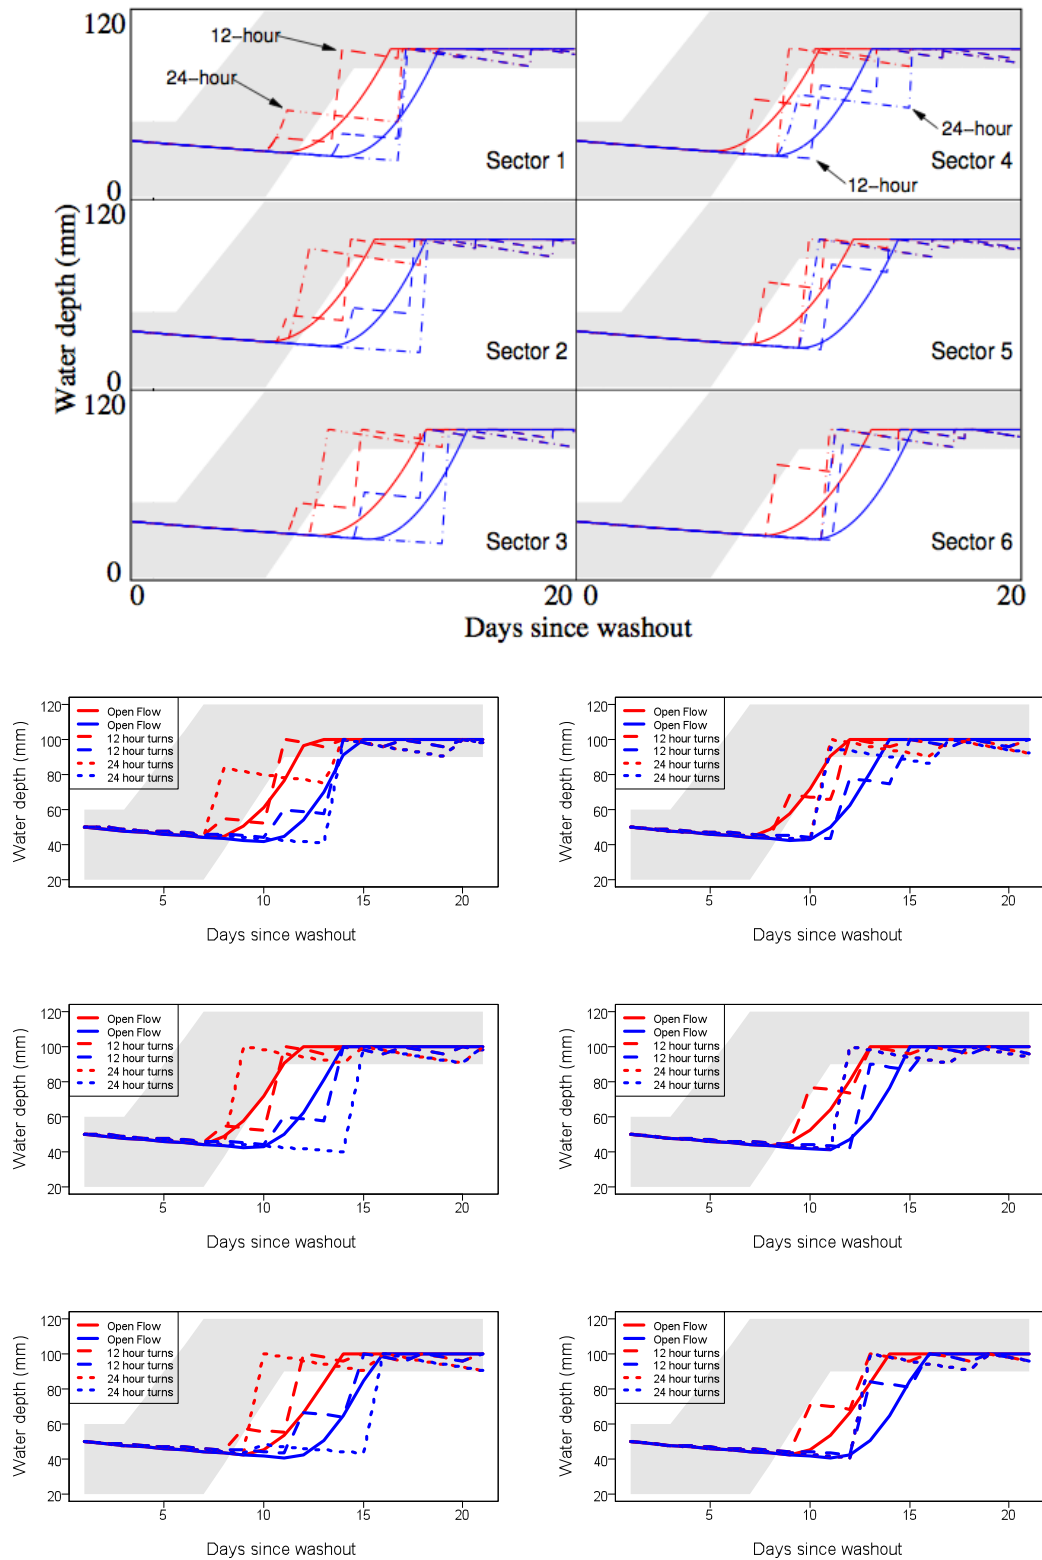 120
12-hour
24-hour
Sector 1
0
24-hour
12-hour
Sector 4
Water depth (mm)
120
Sector 2
0
Sector 5
120
Sector 3
0
Sector 6
0 20 0 20
Days since washout
Open Flow
Open Flow
12 hour turns
12 hour turns
24 hour turns
24 hour turns
Water depth (mm)
120
100
80
60
40
20
5 10 15 20
Days since washout
Open Flow
Open Flow
12 hour turns
12 hour turns
24 hour turns
24 hour turns
Water depth (mm)
120
100
80
60
40
20
5 10 15 20
Days since washout
Open Flow
Open Flow
12 hour turns
12 hour turns
24 hour turns
24 hour turns
Water depth (mm)
120
100
80
60
40
20
5 10 15 20
Days since washout
Open Flow
Open Flow
12 hour turns
12 hour turns
24 hour turns
24 hour turns
Water depth (mm)
120
100
80
60
40
20
5 10 15 20
Days since washout
Open Flow
Open Flow
12 hour turns
12 hour turns
24 hour turns
24 hour turns
Water depth (mm)
120
100
80
60
40
20
5 10 15 20
Days since washout
Open Flow
Open Flow
12 hour turns
12 hour turns
24 hour turns
24 hour turns
Water depth (mm)
120
100
80
60
40
20
5 10 15 20
Days since washout